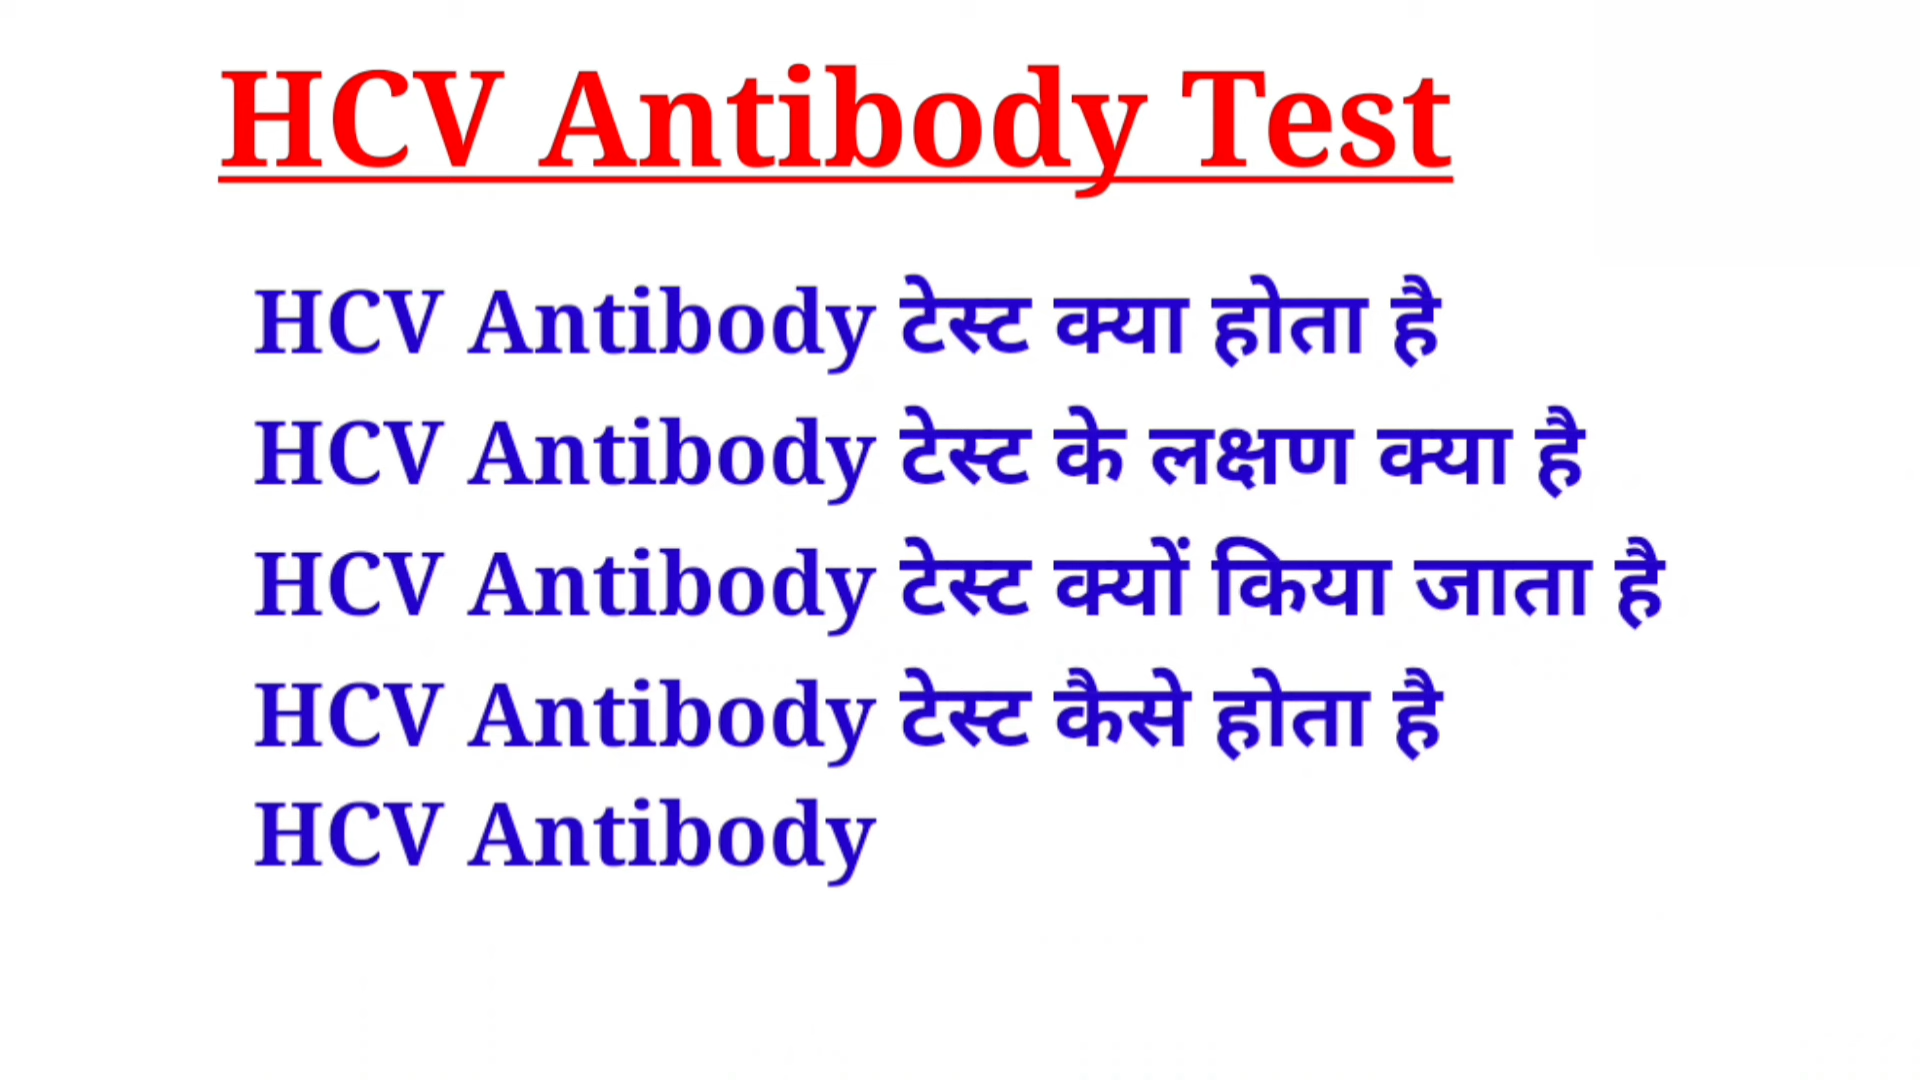 HCV Antibody Test
HCV Antibody टेस्ट क्या होता है
HCV Antibody टेस्ट के लक्षण क्या है
HCV Antibody टेस्ट क्यों किया जाता है
HCV Antibody टेस्ट कैसे होता है
HCV Antibody